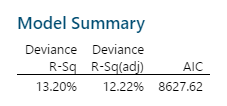 Model Summary
Deviance Deviance
R-Sq R-Sq(adj) AIC
13.20% 12.22% 8627.62